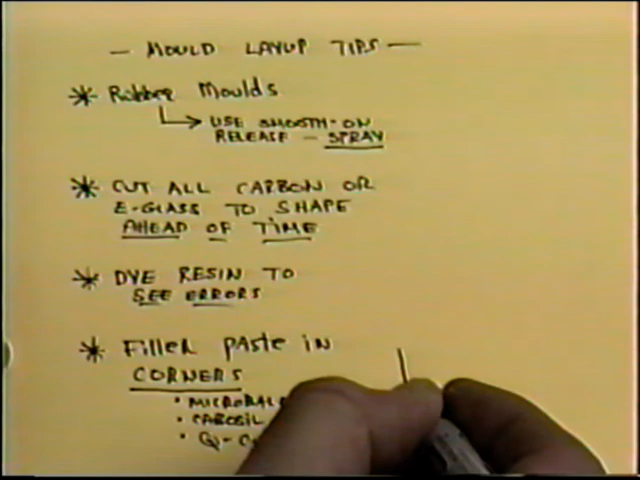 — MOULD LAYUP TIPS —
* Rubber Moulds
↳ USE SMOOTH-ON
RELEASE — SPRAY
* CUT ALL CARBON OR
E-GLASS TO SHAPE
AHEAD OF TIME
* DYE RESIN TO
SEE ERRORS
* Filler PASTE in
CORNERS
•
• CABOSIL
•